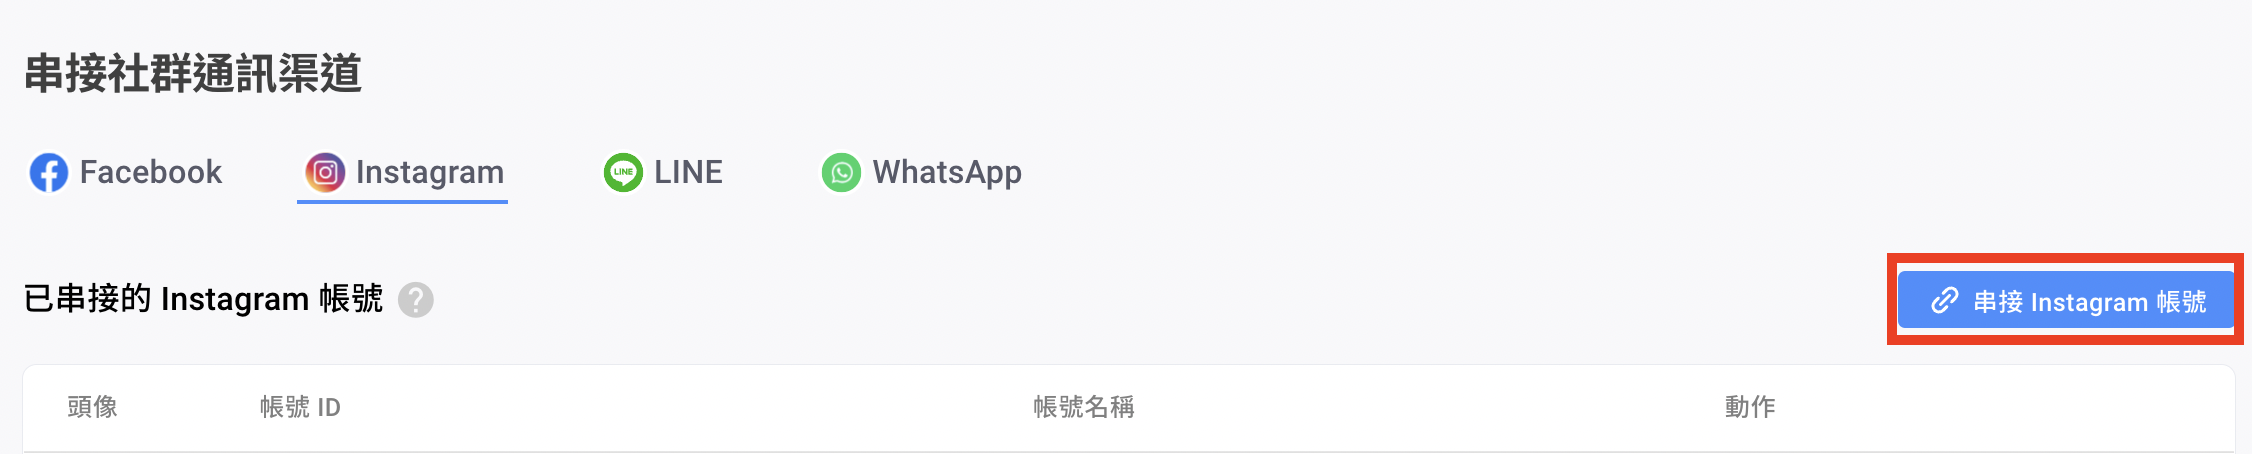 串接社群通訊渠道
Facebook Instagram LINE LINE WhatsApp
已串接的 Instagram 帳號 ? 串接 Instagram 帳號
頭像 帳號 ID 帳號名稱 動作